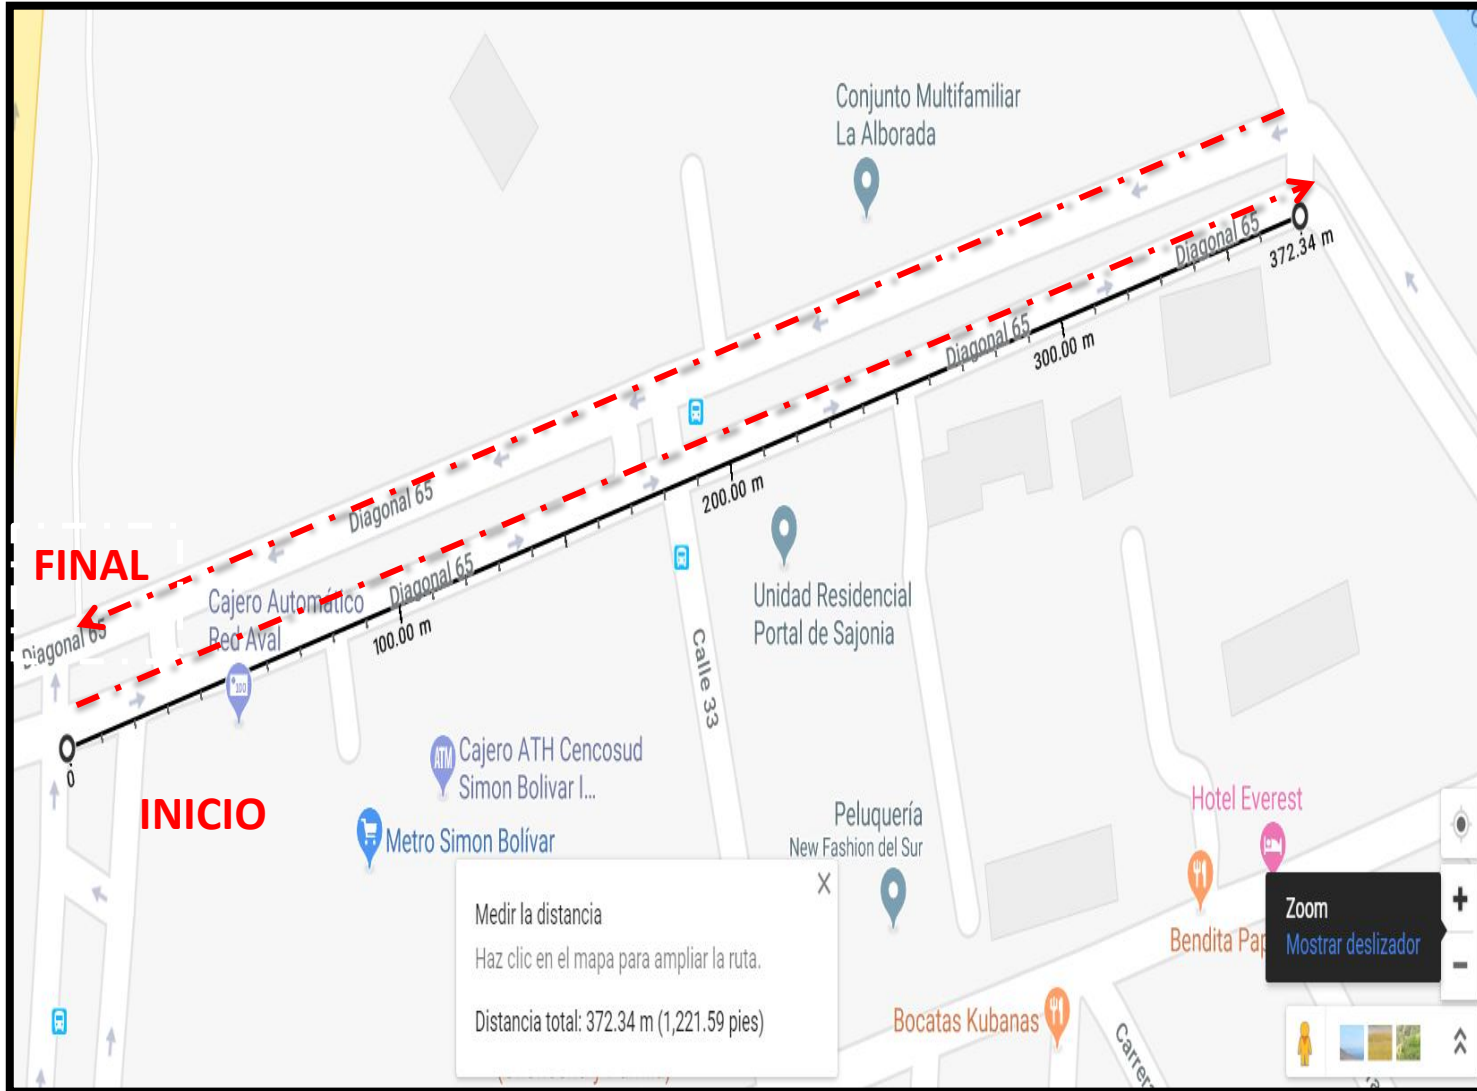 Conjunto Multifamiliar
La Alborada
Diagonal 65
372.34 m
Diagonal 65
300.00 m
200.00 m
Diagonal 65
Diagonal 65
100.00 m
FINAL
Cajero Automático
Red Aval
Diagonal 65
0
INICIO
Unidad Residencial
Portal de Sajonia
Calle 33
Cajero ATH Cencosud
Simon Bolivar I...
ATM
Metro Simon Bolívar
Peluquería
New Fashion del Sur
Hotel Everest
Bendita Pap
Bocatas Kubanas
Carrera
Medir la distancia
Haz clic en el mapa para ampliar la ruta.
Distancia total: 372.34 m (1,221.59 pies)
Zoom
Mostrar deslizador